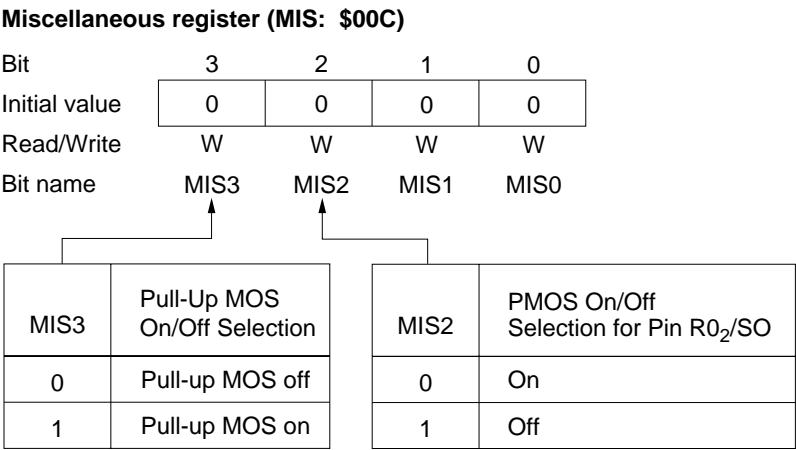 Miscellaneous register (MIS: $00C)
Bit 3 2 1 0
Initial value 0 0 0 0
Read/Write W W W W
Bit name MIS3 MIS2 MIS1 MIS0
MIS3 Pull-Up MOS
On/Off Selection
0 Pull-up MOS off
1 Pull-up MOS on
MIS2 PMOS On/Off
Selection for Pin R0₂/SO
0 On
1 Off